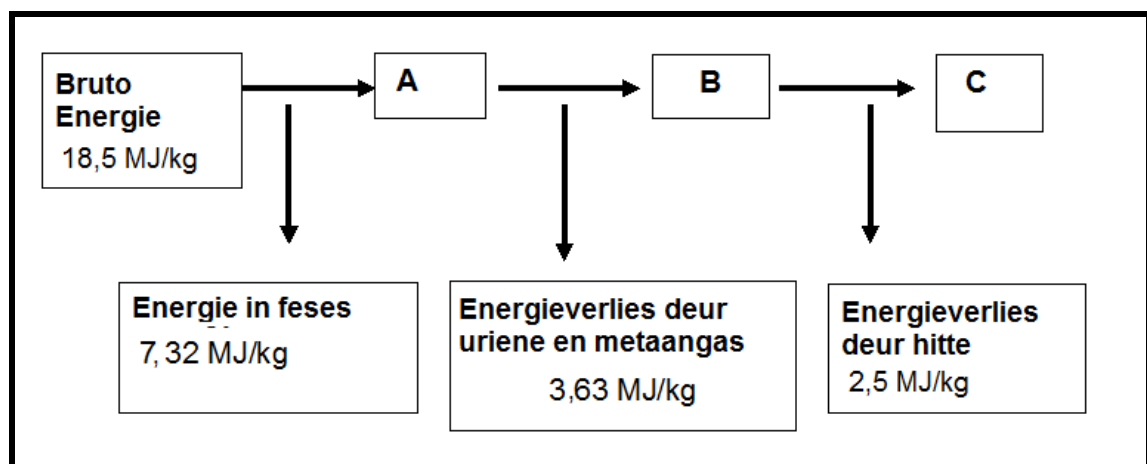 Bruto
Energie
18,5 MJ/kg
A
B
C
Energie in feses
7,32 MJ/kg
Energieverlies deur
uriene en metaangas
3,63 MJ/kg
Energieverlies
deur hitte
2,5 MJ/kg